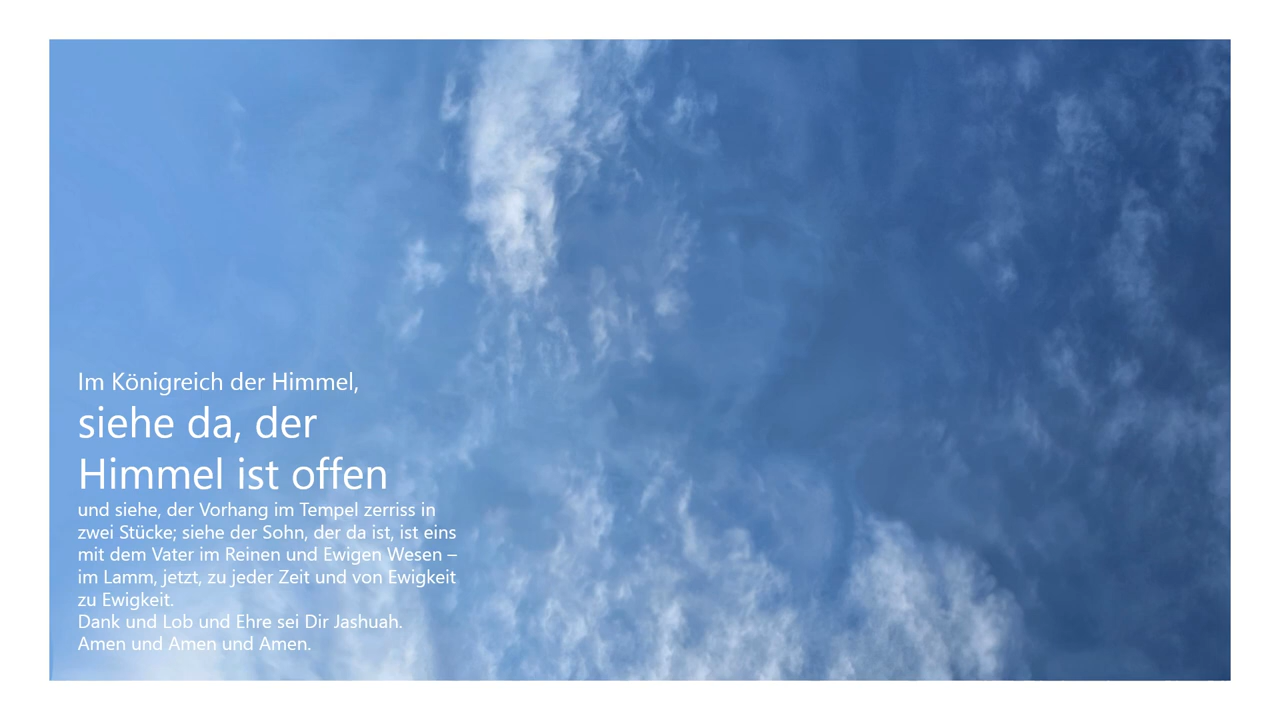 Im Königreich der Himmel,
siehe da, der
Himmel ist offen
und siehe, der Vorhang im Tempel zerriss in
zwei Stücke; siehe der Sohn, der da ist, ist eins
mit dem Vater im Reinen und Ewigen Wesen –
im Lamm, jetzt, zu jeder Zeit und von Ewigkeit
zu Ewigkeit.
Dank und Lob und Ehre sei Dir Jashuah.
Amen und Amen und Amen.